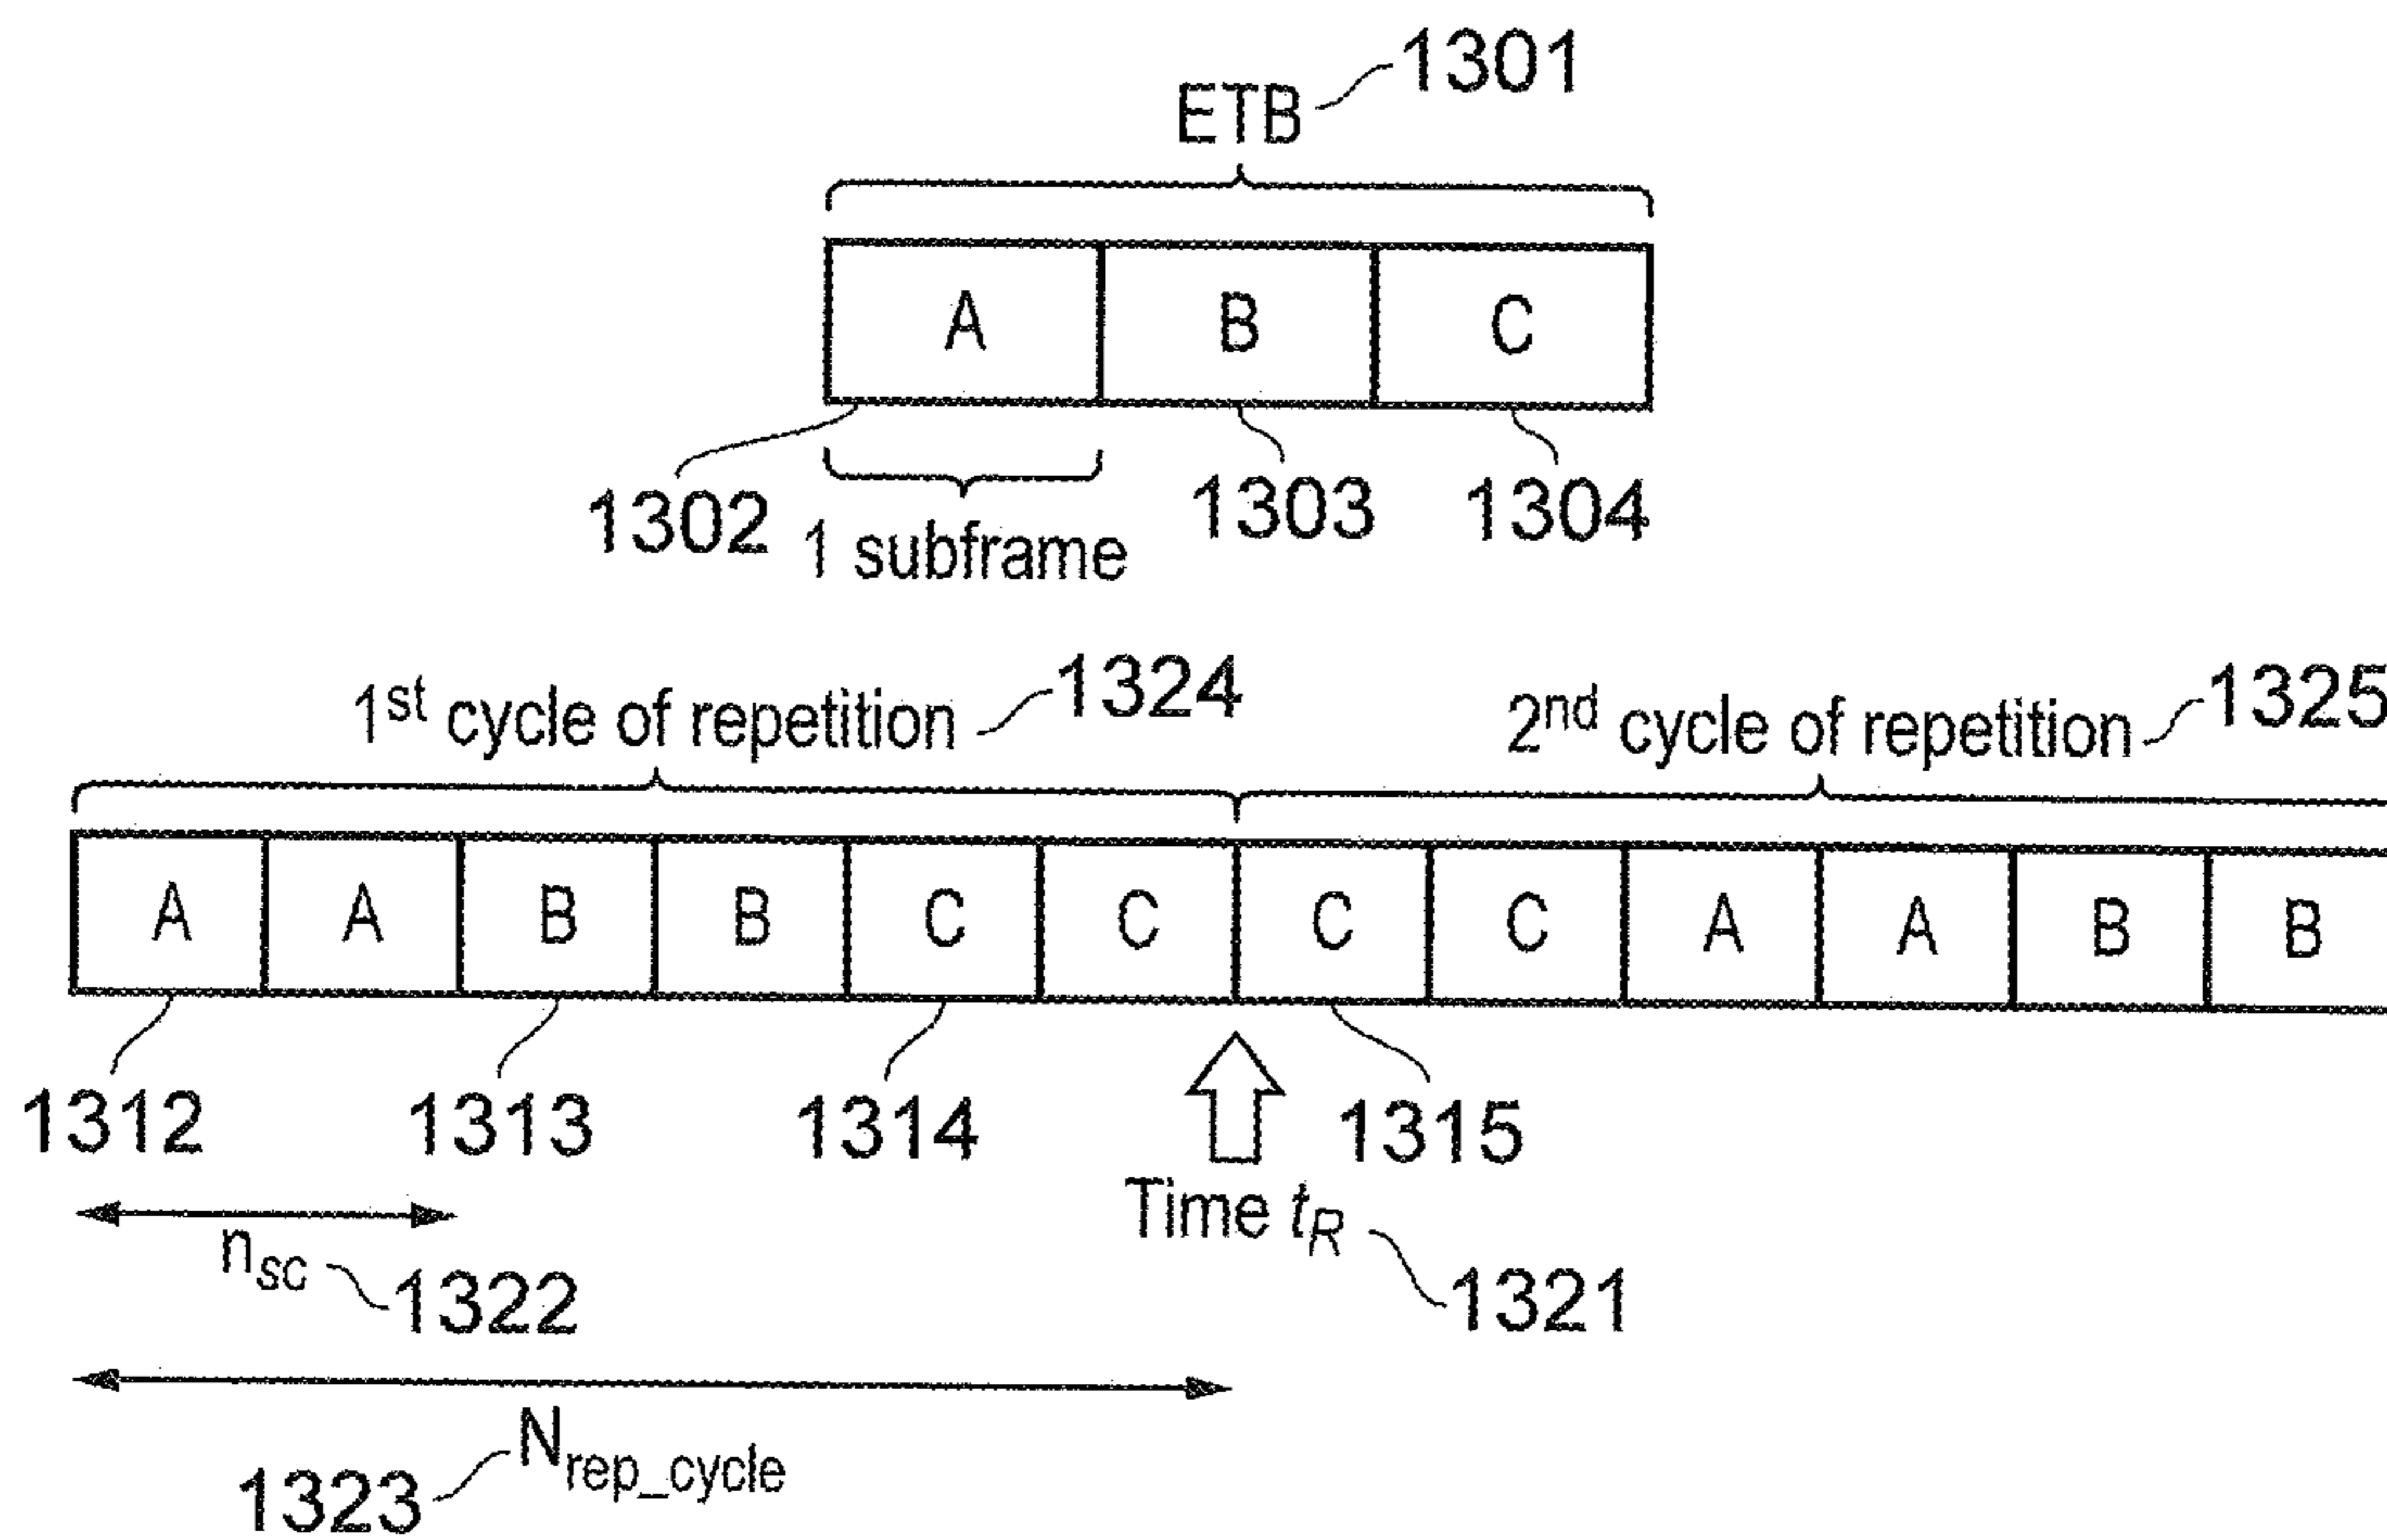 1301
ETB
A B C
1302 1303 1304
1 subframe
1st cycle of repetition 1324
2nd cycle of repetition 1325
A A B B C C C C A A B B
1312 1313 1314 1315
Time tR 1321
nsc 1322
Nrep_cycle
1323